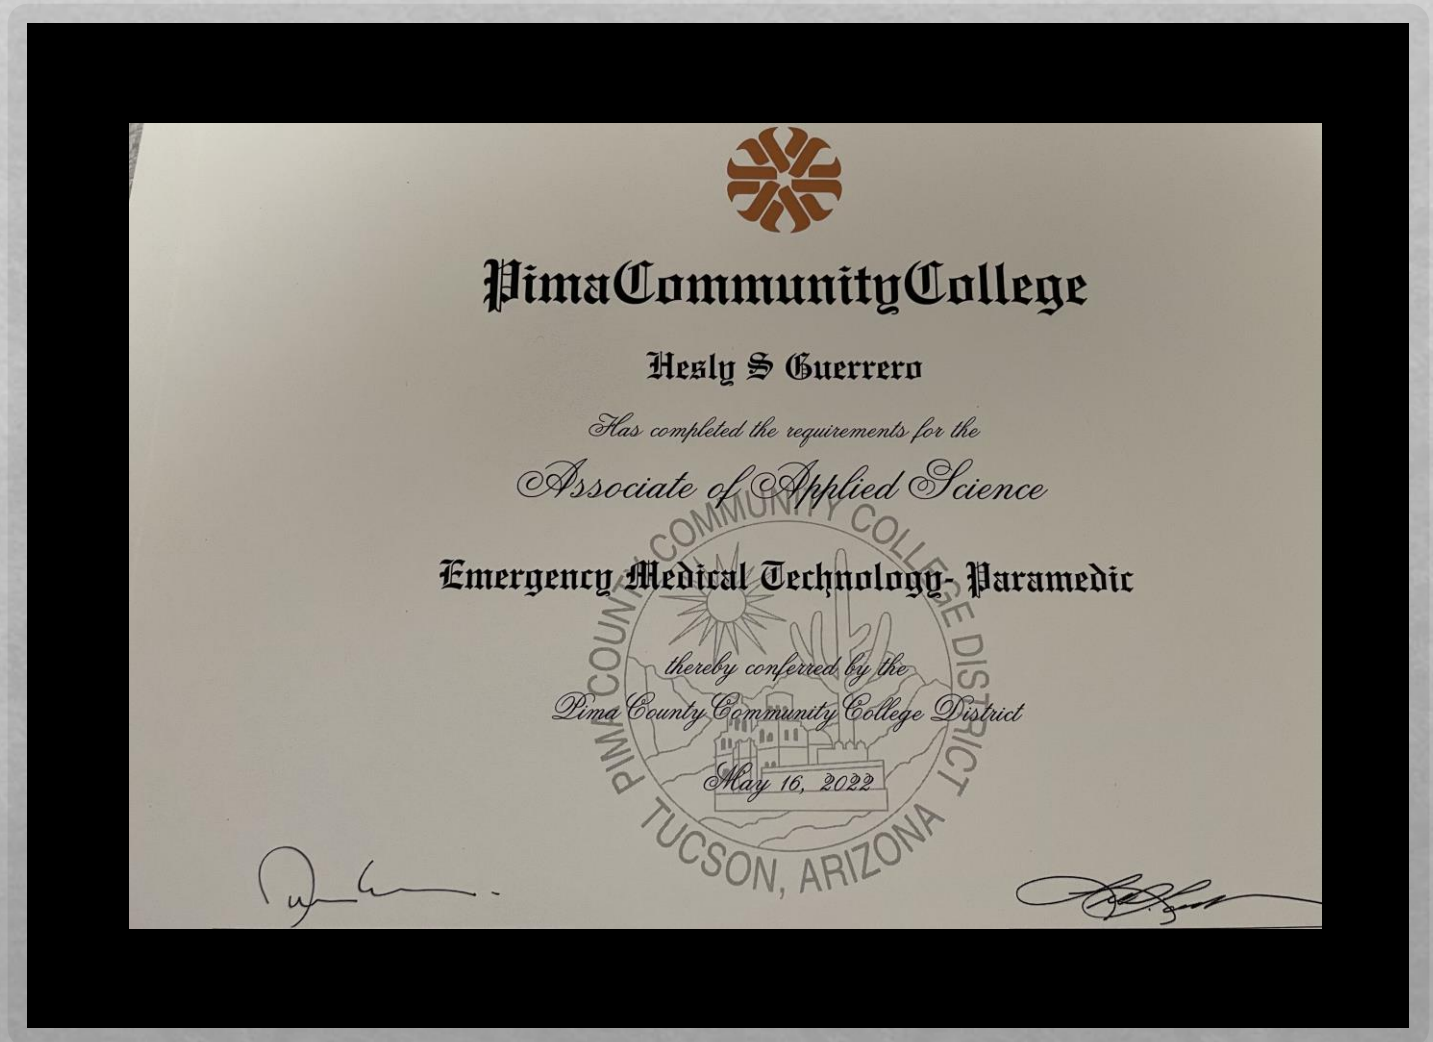 PimaCommunityCollege
Hesly S Guerrero
Has completed the requirements for the
Associate of Applied Science
Emergency Medical Technology- Paramedic
thereby conferred by the
Pima County Community College District
May 16, 2022
PIMA COUNTY COMMUNITY COLLEGE DISTRICT
TUCSON, ARIZONA